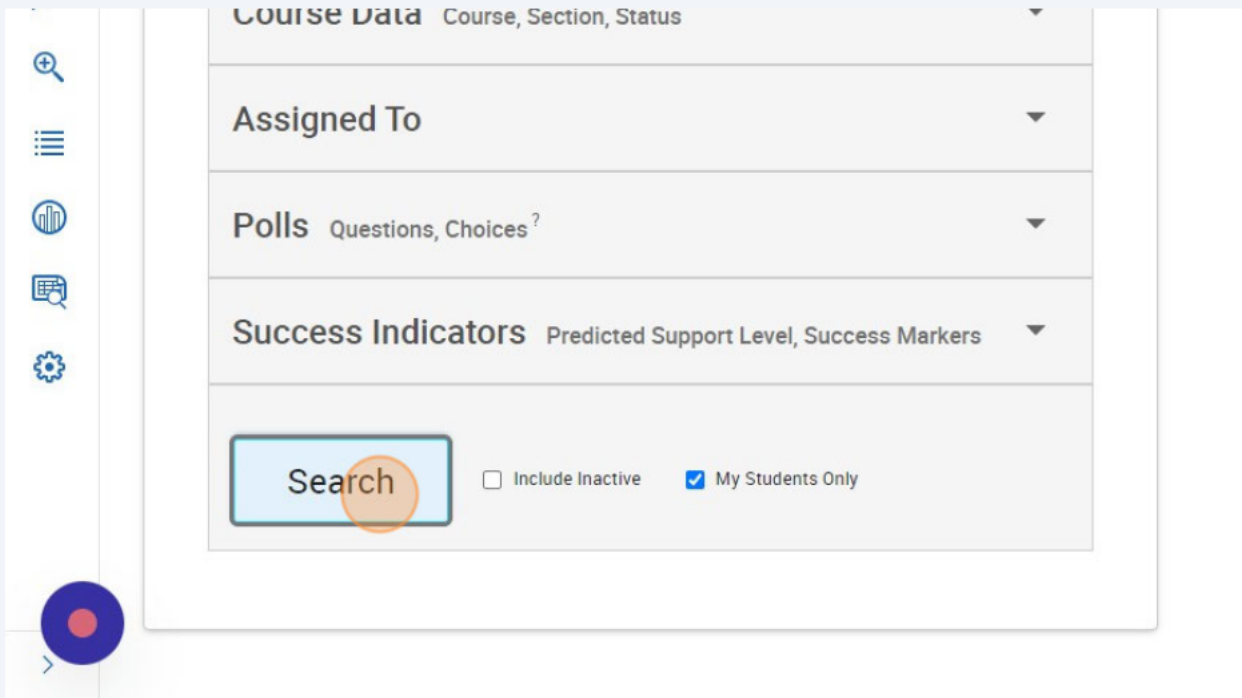 Course Data Course, Section, Status
Assigned To
Polls Questions, Choices ?
Success Indicators Predicted Support Level, Success Markers
Search Include Inactive My Students Only